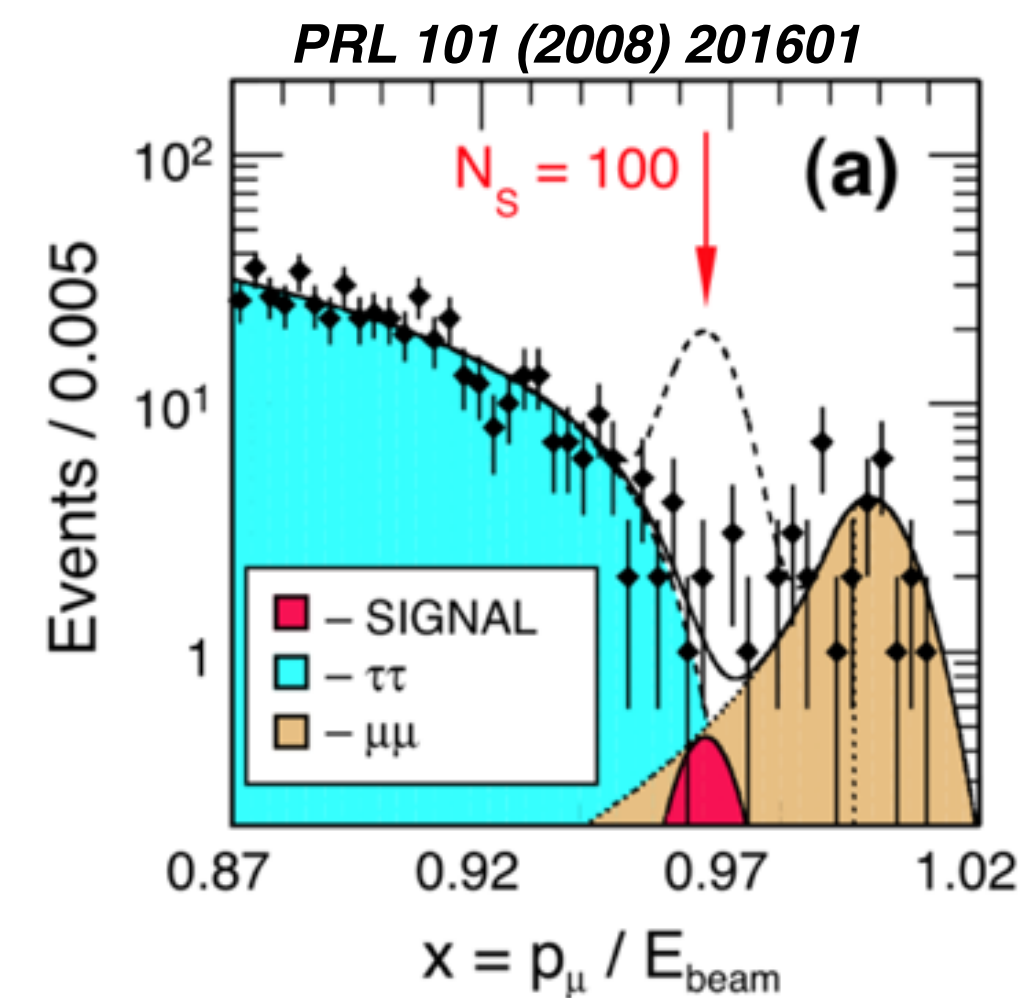 PRL 101 (2008) 201601
10²
N_S = 100
(a)
10¹
Events / 0.005
1
– SIGNAL
– ττ
– μμ
0.87 0.92 0.97 1.02
x = p_μ / E_beam